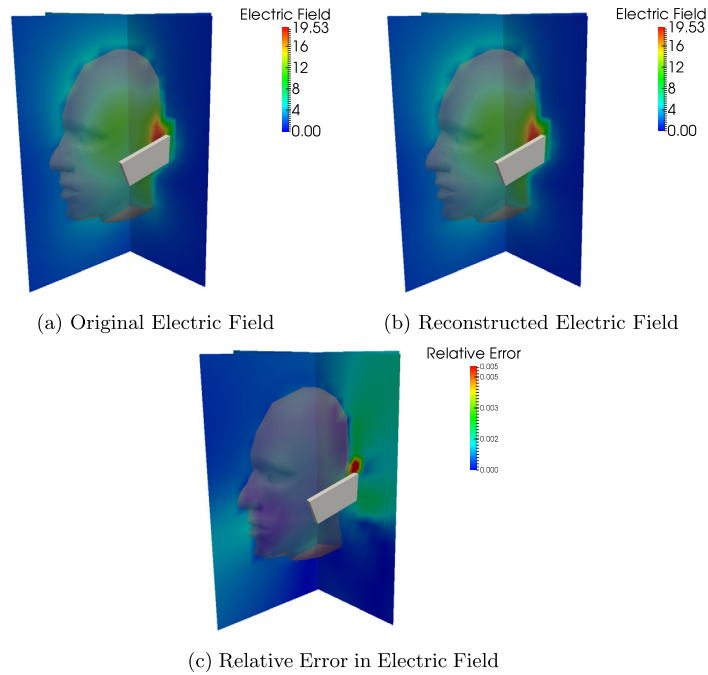 Electric Field
19.53
16
12
8
4
0.00
Electric Field
19.53
16
12
8
4
0.00
(a) Original Electric Field
(b) Reconstructed Electric Field
Relative Error
0.005
0.005
0.003
0.002
0.000
(c) Relative Error in Electric Field